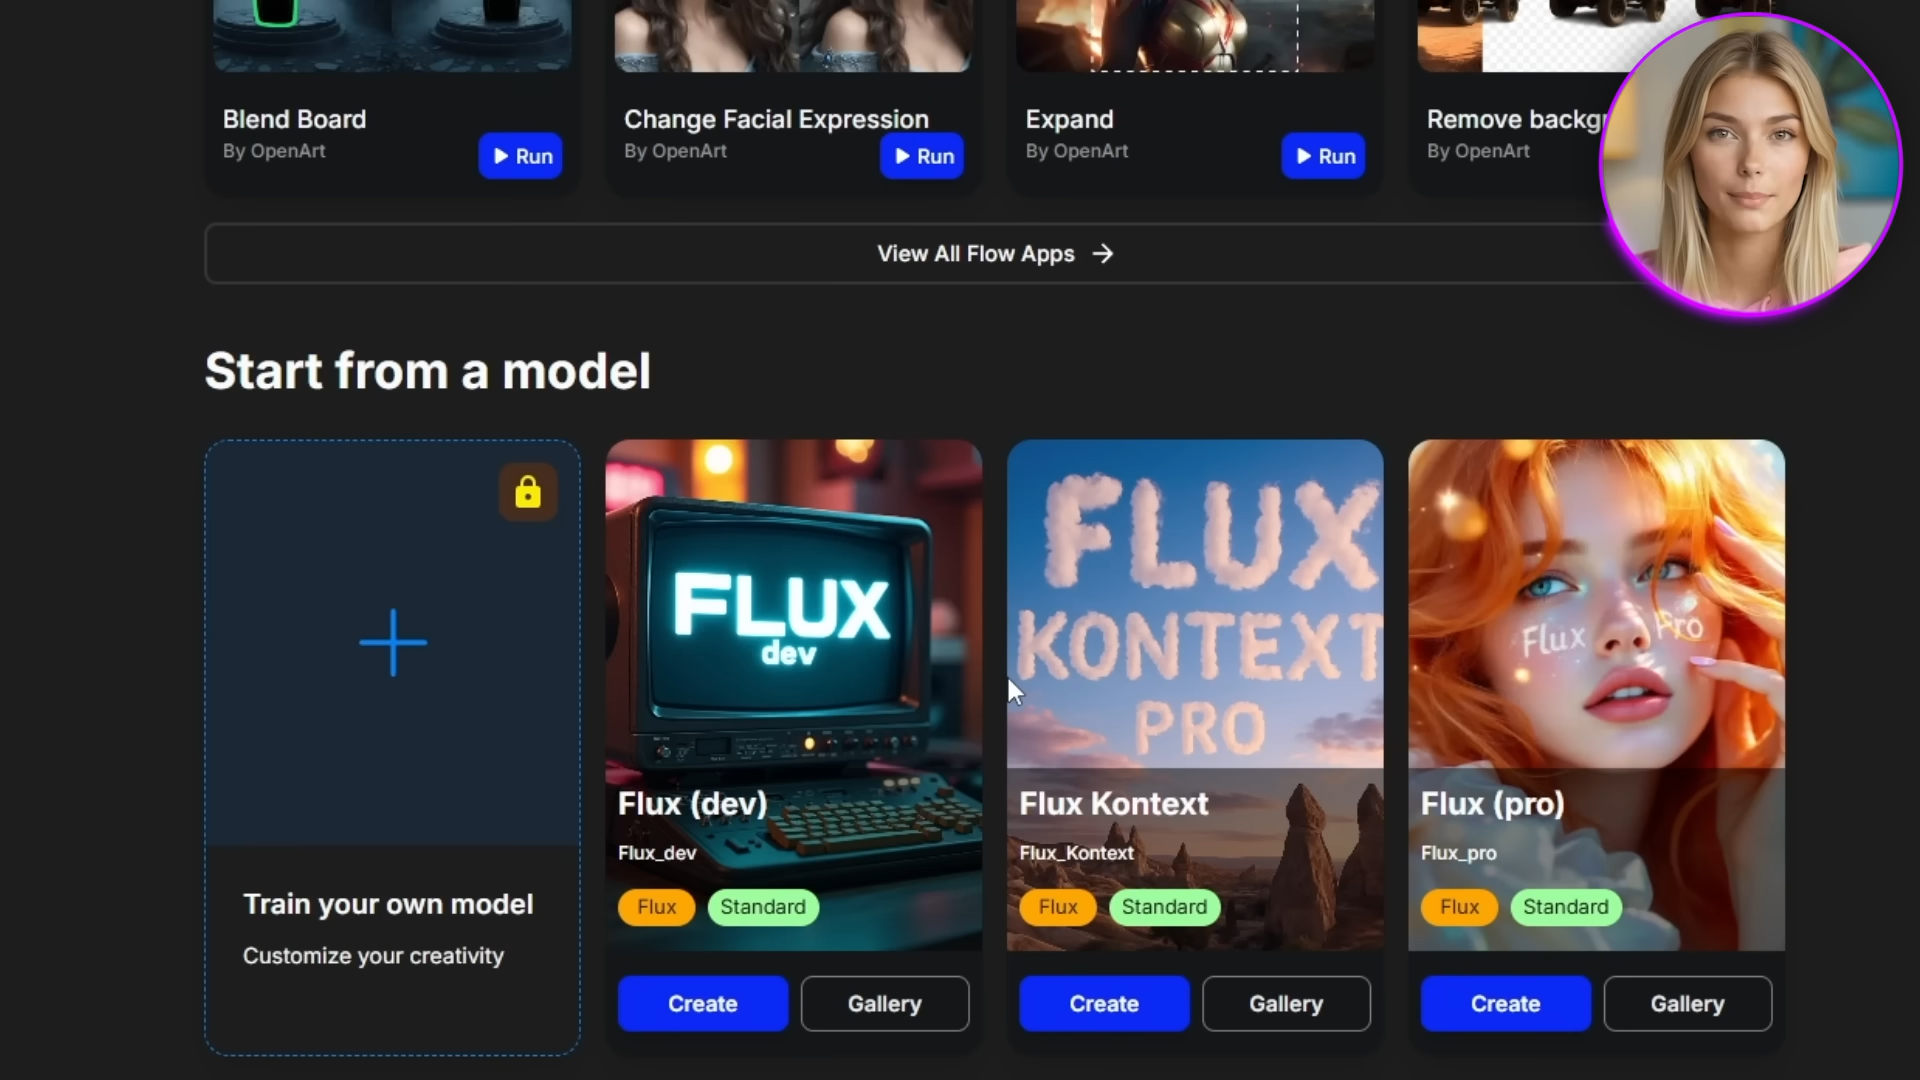 Blend Board
By OpenArt
Run
Change Facial Expression
By OpenArt
Run
Expand
By OpenArt
Run
Remove backgr
By OpenArt
View All Flow Apps
Start from a model
Train your own model
Customize your creativity
FLUX
dev
Flux (dev)
Flux_dev
Flux
Standard
Create
Gallery
FLUX
KONTEXT
PRO
Flux Kontext
Flux_Kontext
Flux
Standard
Create
Gallery
Flux Pro
Flux (pro)
Flux_pro
Flux
Standard
Create
Gallery